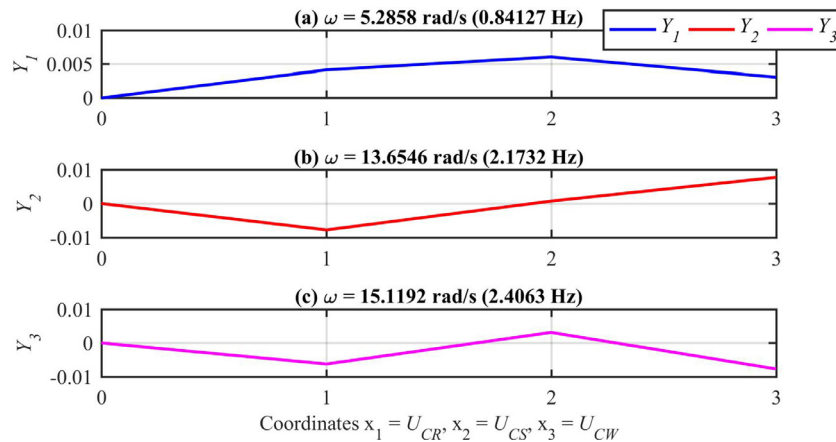 (a) ω = 5.2858 rad/s (0.84127 Hz)
Y1 Y2 Y3
0.01
0.005
0
Y1
0 1 2 3
(b) ω = 13.6546 rad/s (2.1732 Hz)
0.01
0
-0.01
Y2
0 1 2 3
(c) ω = 15.1192 rad/s (2.4063 Hz)
0.01
0
-0.01
Y3
0 1 2 3
Coordinates x1 = UCR, x2 = UCS, x3 = UCW